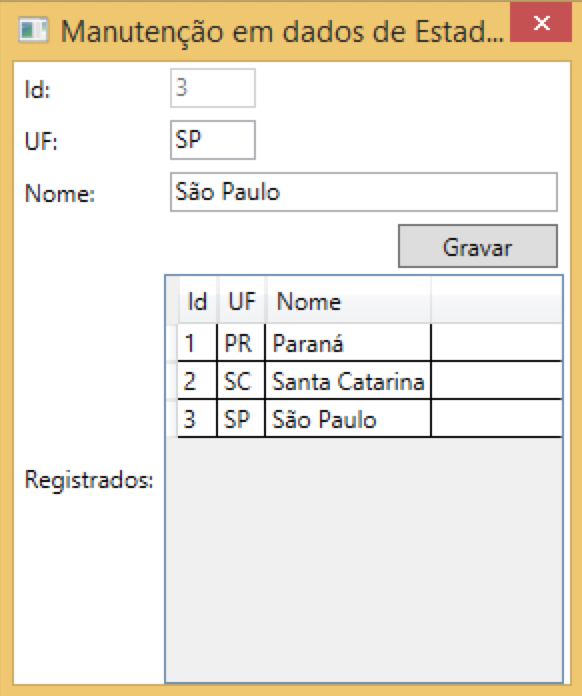 Manutenção em dados de Estad...
Id: 3
UF: SP
Nome: São Paulo
Gravar
Id UF Nome
1 PR Paraná
2 SC Santa Catarina
3 SP São Paulo
Registrados: